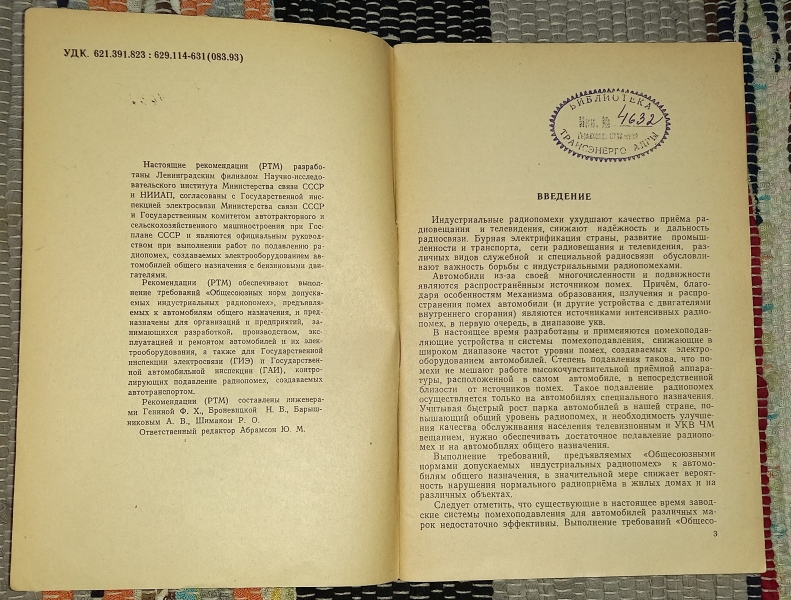 УДК. 621.391.823 : 629.114-631(083.93)
Настоящие рекомендации (РТМ) разрабо-
таны Ленинградским филиалом Научно-исследо-
вательского института Министерства связи СССР
и НИИАП, согласованы с Государственной инс-
пекцией электросвязи Министерства связи СССР
и Государственным комитетом автотракторного и
сельскохозяйственного машиностроения при Гос-
плане СССР и являются официальным руковод-
ством при выполнении работ по подавлению ра-
диопомех, создаваемых электрооборудованием ав-
томобилей общего назначения с бензиновыми дви-
гателями.
Рекомендации (РТМ) обеспечивают выпол-
нение требований «Общесоюзных норм допускае-
мых индустриальных радиопомех», предъявляе-
мых к автомобилям общего назначения, и пред-
назначены для организаций и предприятий, за-
нимающихся разработкой, производством, экс-
плуатацией и ремонтом автомобилей и их элек-
трооборудования, а также для Государственной
инспекции электросвязи (ГИЭ) и Государствен-
ной автомобильной инспекции (ГАИ), контро-
лирующих подавление радиопомех, создаваемых
автотранспортом.
Рекомендации (РТМ) составлены инженера-
ми Гениной Ф. Х., Броневицкой Н. В., Барыш-
никовым А. В., Шиманом Р. О.
Ответственный редактор Абрамсон Ю. М.
БИБЛИОТЕКА
Инв. № 4632
ТРАНСЭНЕРГО
ВВЕДЕНИЕ
Индустриальные радиопомехи ухудшают качество приёма ра-
диовещания и телевидения, снижают надёжность и дальность
радиосвязи. Бурная электрификация страны, развитие промыш-
ленности и транспорта, сети радиовещания и телевидения, раз-
личных видов служебной и специальной радиосвязи обусловли-
вают важность борьбы с индустриальными радиопомехами.
Автомобили из-за своей многочисленности и подвижности
являются распространённым источником помех. Причём, благо-
даря особенностям механизма образования, излучения и распро-
странения помех автомобили (и другие устройства с двигателями
внутреннего сгорания) являются источниками интенсивных радио-
помех, в первую очередь, в диапазоне укв.
В настоящее время разработаны и применяются помехоподав-
ляющие устройства и системы помехоподавления, снижающие в
широком диапазоне частот уровни помех, создаваемых электро-
оборудованием автомобилей. Степень подавления такова, что по-
мехи не мешают работе высокочувствительной приёмной аппара-
туры, расположенной в самом автомобиле, в непосредственной
близости от источников помех. Такое подавление радиопомех
осуществляется только на автомобилях специального назначения.
Учитывая быстрый рост парка автомобилей в нашей стране, по-
вышающий общий уровень радиопомех, и необходимость улучше-
ния качества обслуживания населения телевизионным и УКВ ЧМ
вещанием, нужно обеспечивать достаточное подавление радиопо-
мех и на автомобилях общего назначения.
Выполнение требований, предъявляемых «Общесоюзными
нормами допускаемых индустриальных радиопомех» к автомо-
билям общего назначения, в значительной мере снижает вероят-
ность нарушения нормального радиоприёма в жилых домах и на
различных объектах.
Следует отметить, что существующие в настоящее время завод-
ские системы помехоподавления для автомобилей различных ма-
рок недостаточно эффективны. Выполнение требований «Общесо-
3